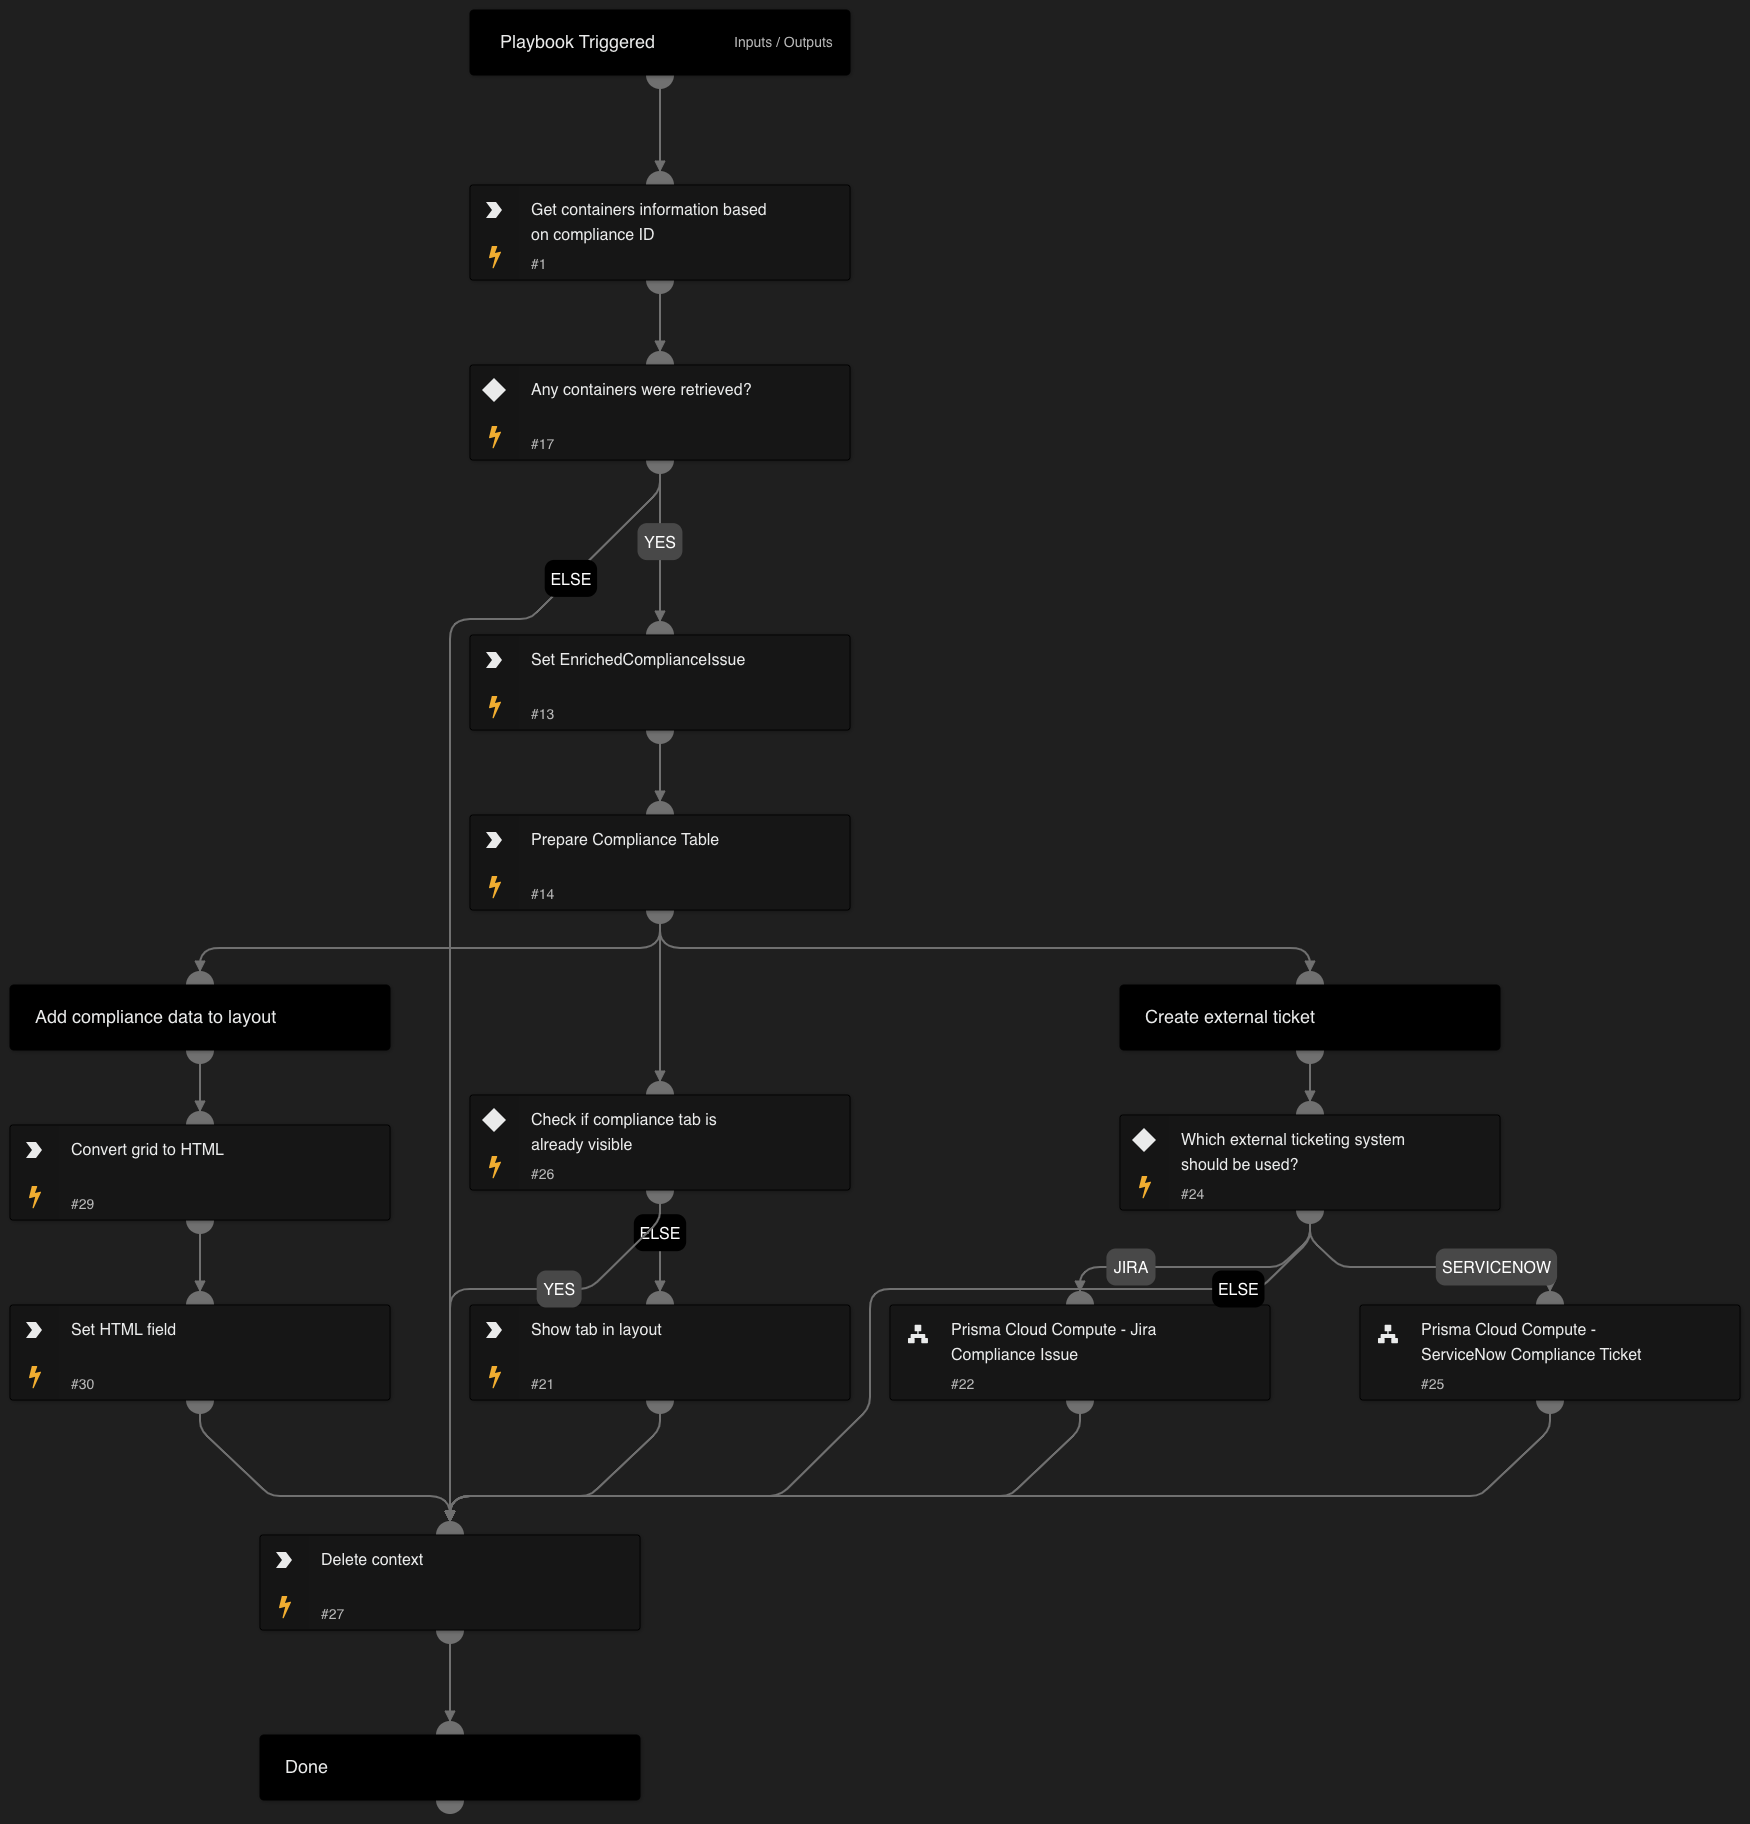 Playbook Triggered
Inputs / Outputs
Get containers information based
on compliance ID
#1
Any containers were retrieved?
#17
YES
ELSE
Set EnrichedComplianceIssue
#13
Prepare Compliance Table
#14
Add compliance data to layout
Create external ticket
Convert grid to HTML
#29
Check if compliance tab is
already visible
#26
Which external ticketing system
should be used?
#24
ELSE
YES
JIRA
SERVICENOW
ELSE
Set HTML field
#30
Show tab in layout
#21
Prisma Cloud Compute - Jira
Compliance Issue
#22
Prisma Cloud Compute -
ServiceNow Compliance Ticket
#25
Delete context
#27
Done